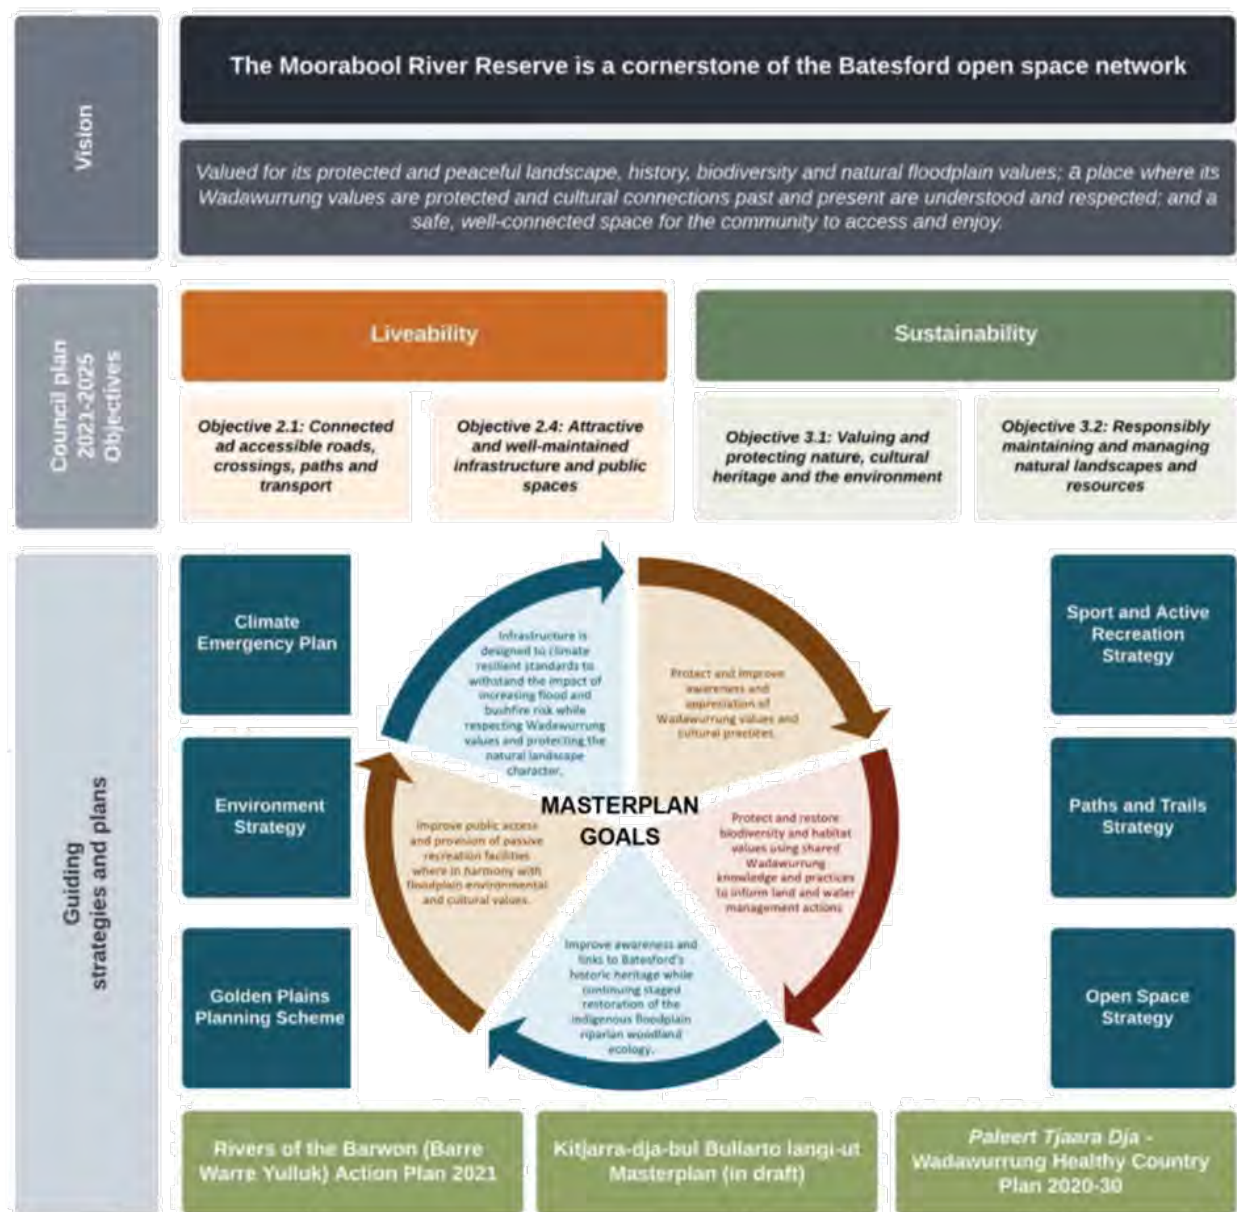 Vision
The Moorabool River Reserve is a cornerstone of the Batesford open space network
Valued for its protected and peaceful landscape, history, biodiversity and natural floodplain values; a place where its
Wadawurrung values are protected and cultural connections past and present are understood and respected; and a
safe, well-connected space for the community to access and enjoy.
Council plan
2021-2025
Objectives
Liveability
Sustainability
Objective 2.1: Connected
ad accessible roads,
crossings, paths and
transport
Objective 2.4: Attractive
and well-maintained
infrastructure and public
spaces
Objective 3.1: Valuing and
protecting nature, cultural
heritage and the environment
Objective 3.2: Responsibly
maintaining and managing
natural landscapes and
resources
Guiding
strategies and plans
Climate
Emergency Plan
Environment
Strategy
Golden Plains
Planning Scheme
Infrastructure is
designed to climate
resilient standards to
withstand the impact of
increasing flood and
bushfire risk while
respecting Wadawurrung
values and protecting the
natural landscape
character.
Protect and improve
awareness and
appreciation of
Wadawurrung values and
cultural practices.
MASTERPLAN
GOALS
Improve public access
and provision of passive
recreation facilities
where in harmony with
floodplain environmental
and cultural values.
Protect and restore
biodiversity and habitat
values using shared
Wadawurrung
knowledge and practices
to inform land and water
management actions
Improve awareness and
links to Batesford's
historic heritage while
continuing staged
restoration of the
indigenous floodplain
riparian woodland
ecology.
Sport and Active
Recreation
Strategy
Paths and Trails
Strategy
Open Space
Strategy
Rivers of the Barwon (Barre
Warre Yulluk) Action Plan 2021
Kitjarra-dja-bul Bullarto langi-ut
Masterplan (in draft)
Paleert Tjaara Dja -
Wadawurrung Healthy Country
Plan 2020-30